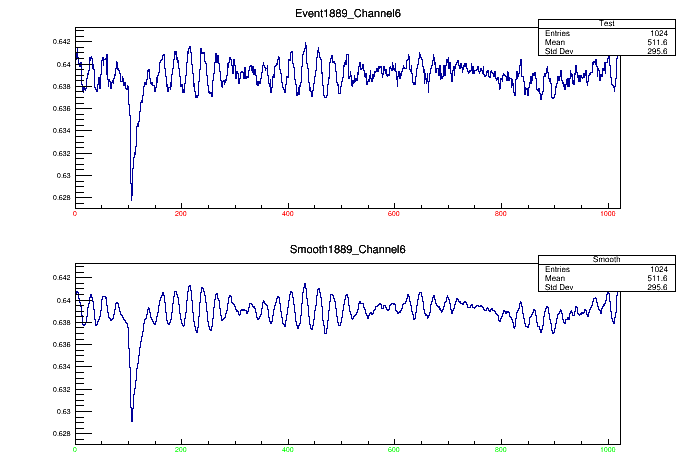 Event1889_Channel6
Test
Entries 1024
Mean 511.6
Std Dev 295.6
0.642
0.64
0.638
0.636
0.634
0.632
0.63
0.628
0 200 400 600 800 1000
Smooth1889_Channel6
Smooth
Entries 1024
Mean 511.6
Std Dev 295.6
0.642
0.64
0.638
0.636
0.634
0.632
0.63
0.628
0 200 400 600 800 1000